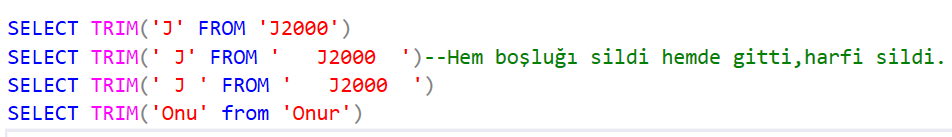 SELECT TRIM('J' FROM 'J2000')
SELECT TRIM(' J' FROM '   J2000  ')--Hem boşluğı sildi hemde gitti,harfi sildi.
SELECT TRIM(' J ' FROM '   J2000  ')
SELECT TRIM('Onu' from 'Onur')